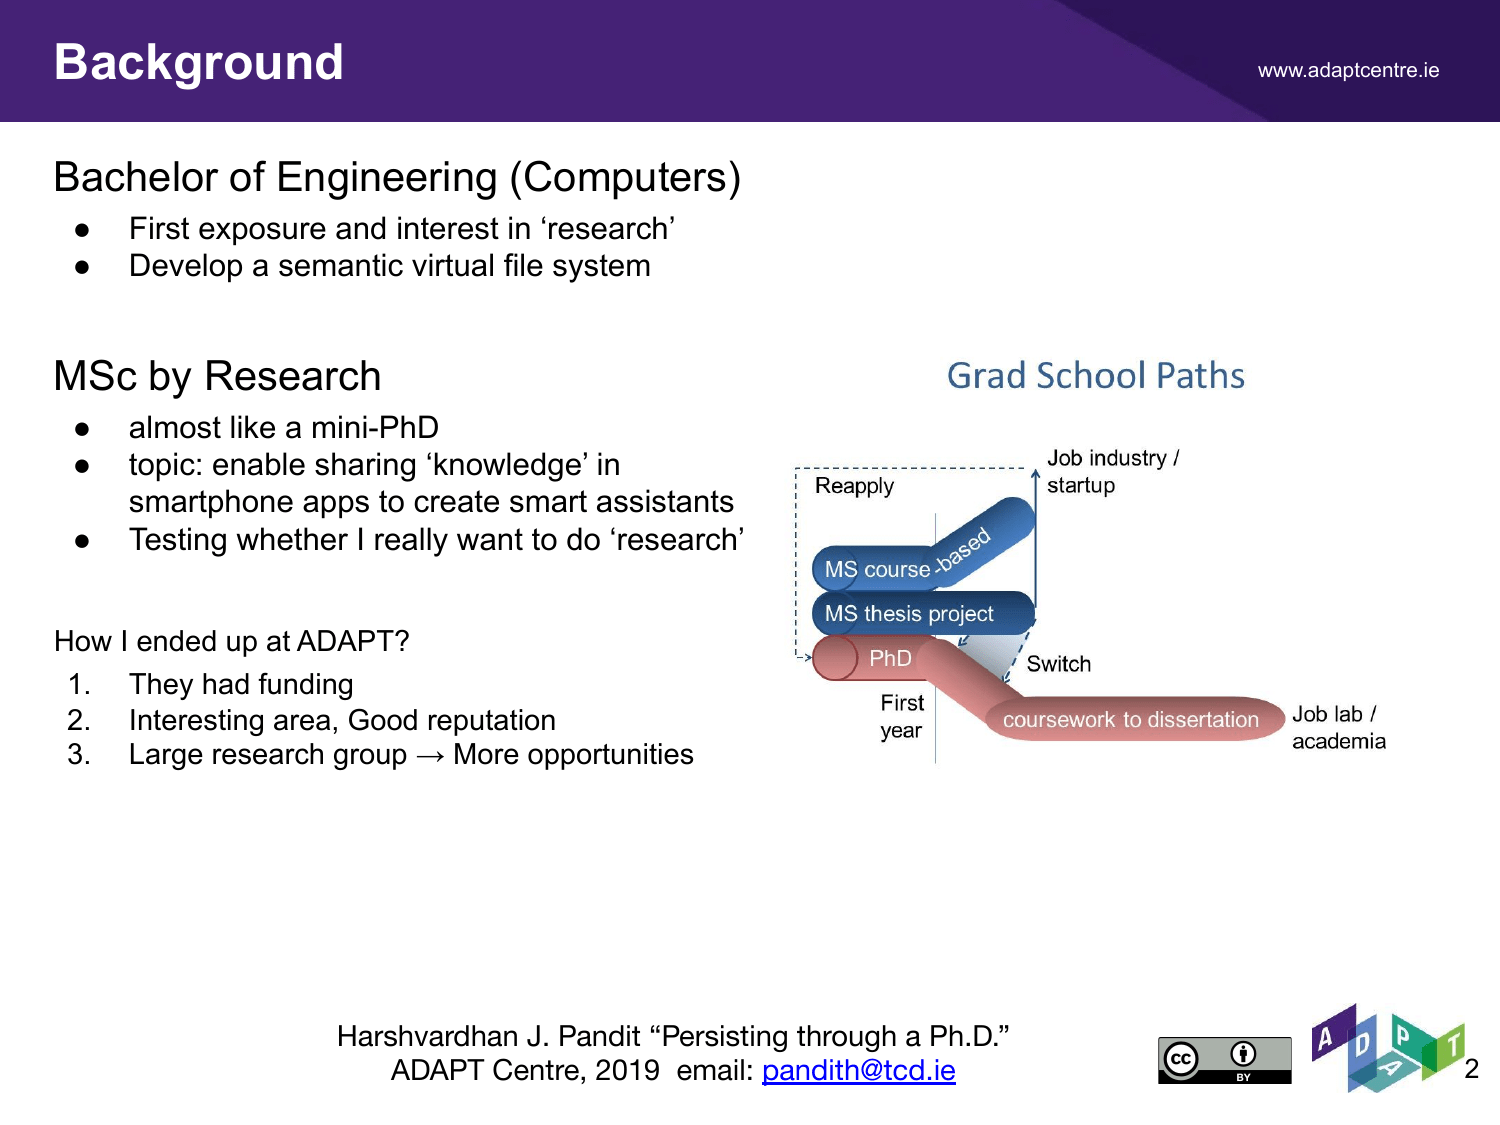 Background
www.adaptcentre.ie
Bachelor of Engineering (Computers)
● First exposure and interest in ‘research’
● Develop a semantic virtual file system
MSc by Research
● almost like a mini-PhD
● topic: enable sharing ‘knowledge’ in
smartphone apps to create smart assistants
● Testing whether I really want to do ‘research’
How I ended up at ADAPT?
1. They had funding
2. Interesting area, Good reputation
3. Large research group → More opportunities
Grad School Paths
Job industry /
startup
Reapply
MS course-based
MS thesis project
PhD
Switch
First
year
coursework to dissertation
Job lab /
academia
Harshvardhan J. Pandit “Persisting through a Ph.D.”
ADAPT Centre, 2019 email: pandith@tcd.ie
cc
BY
ADAPT
2